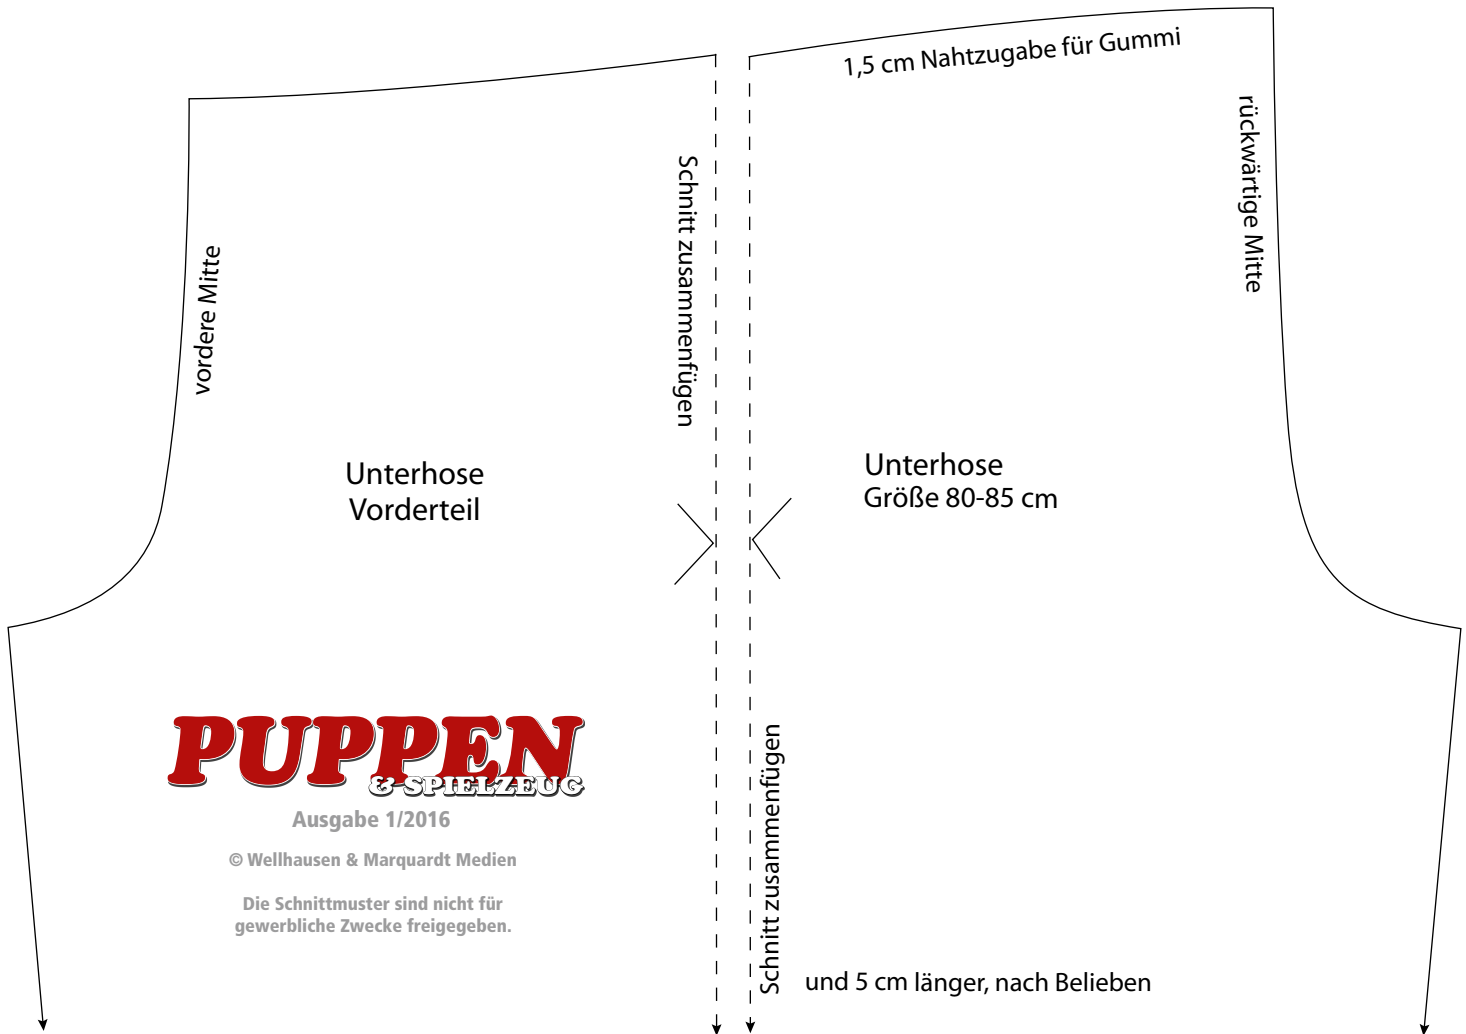 1,5 cm Nahtzugabe für Gummi
vordere Mitte
Schnitt zusammenfügen
rückwärtige Mitte
Unterhose
Vorderteil
Unterhose
Größe 80-85 cm
PUPPEN
& SPIELZEUG
Ausgabe 1/2016
© Wellhausen & Marquardt Medien
Die Schnittmuster sind nicht für
gewerbliche Zwecke freigegeben.
Schnitt zusammenfügen
und 5 cm länger, nach Belieben